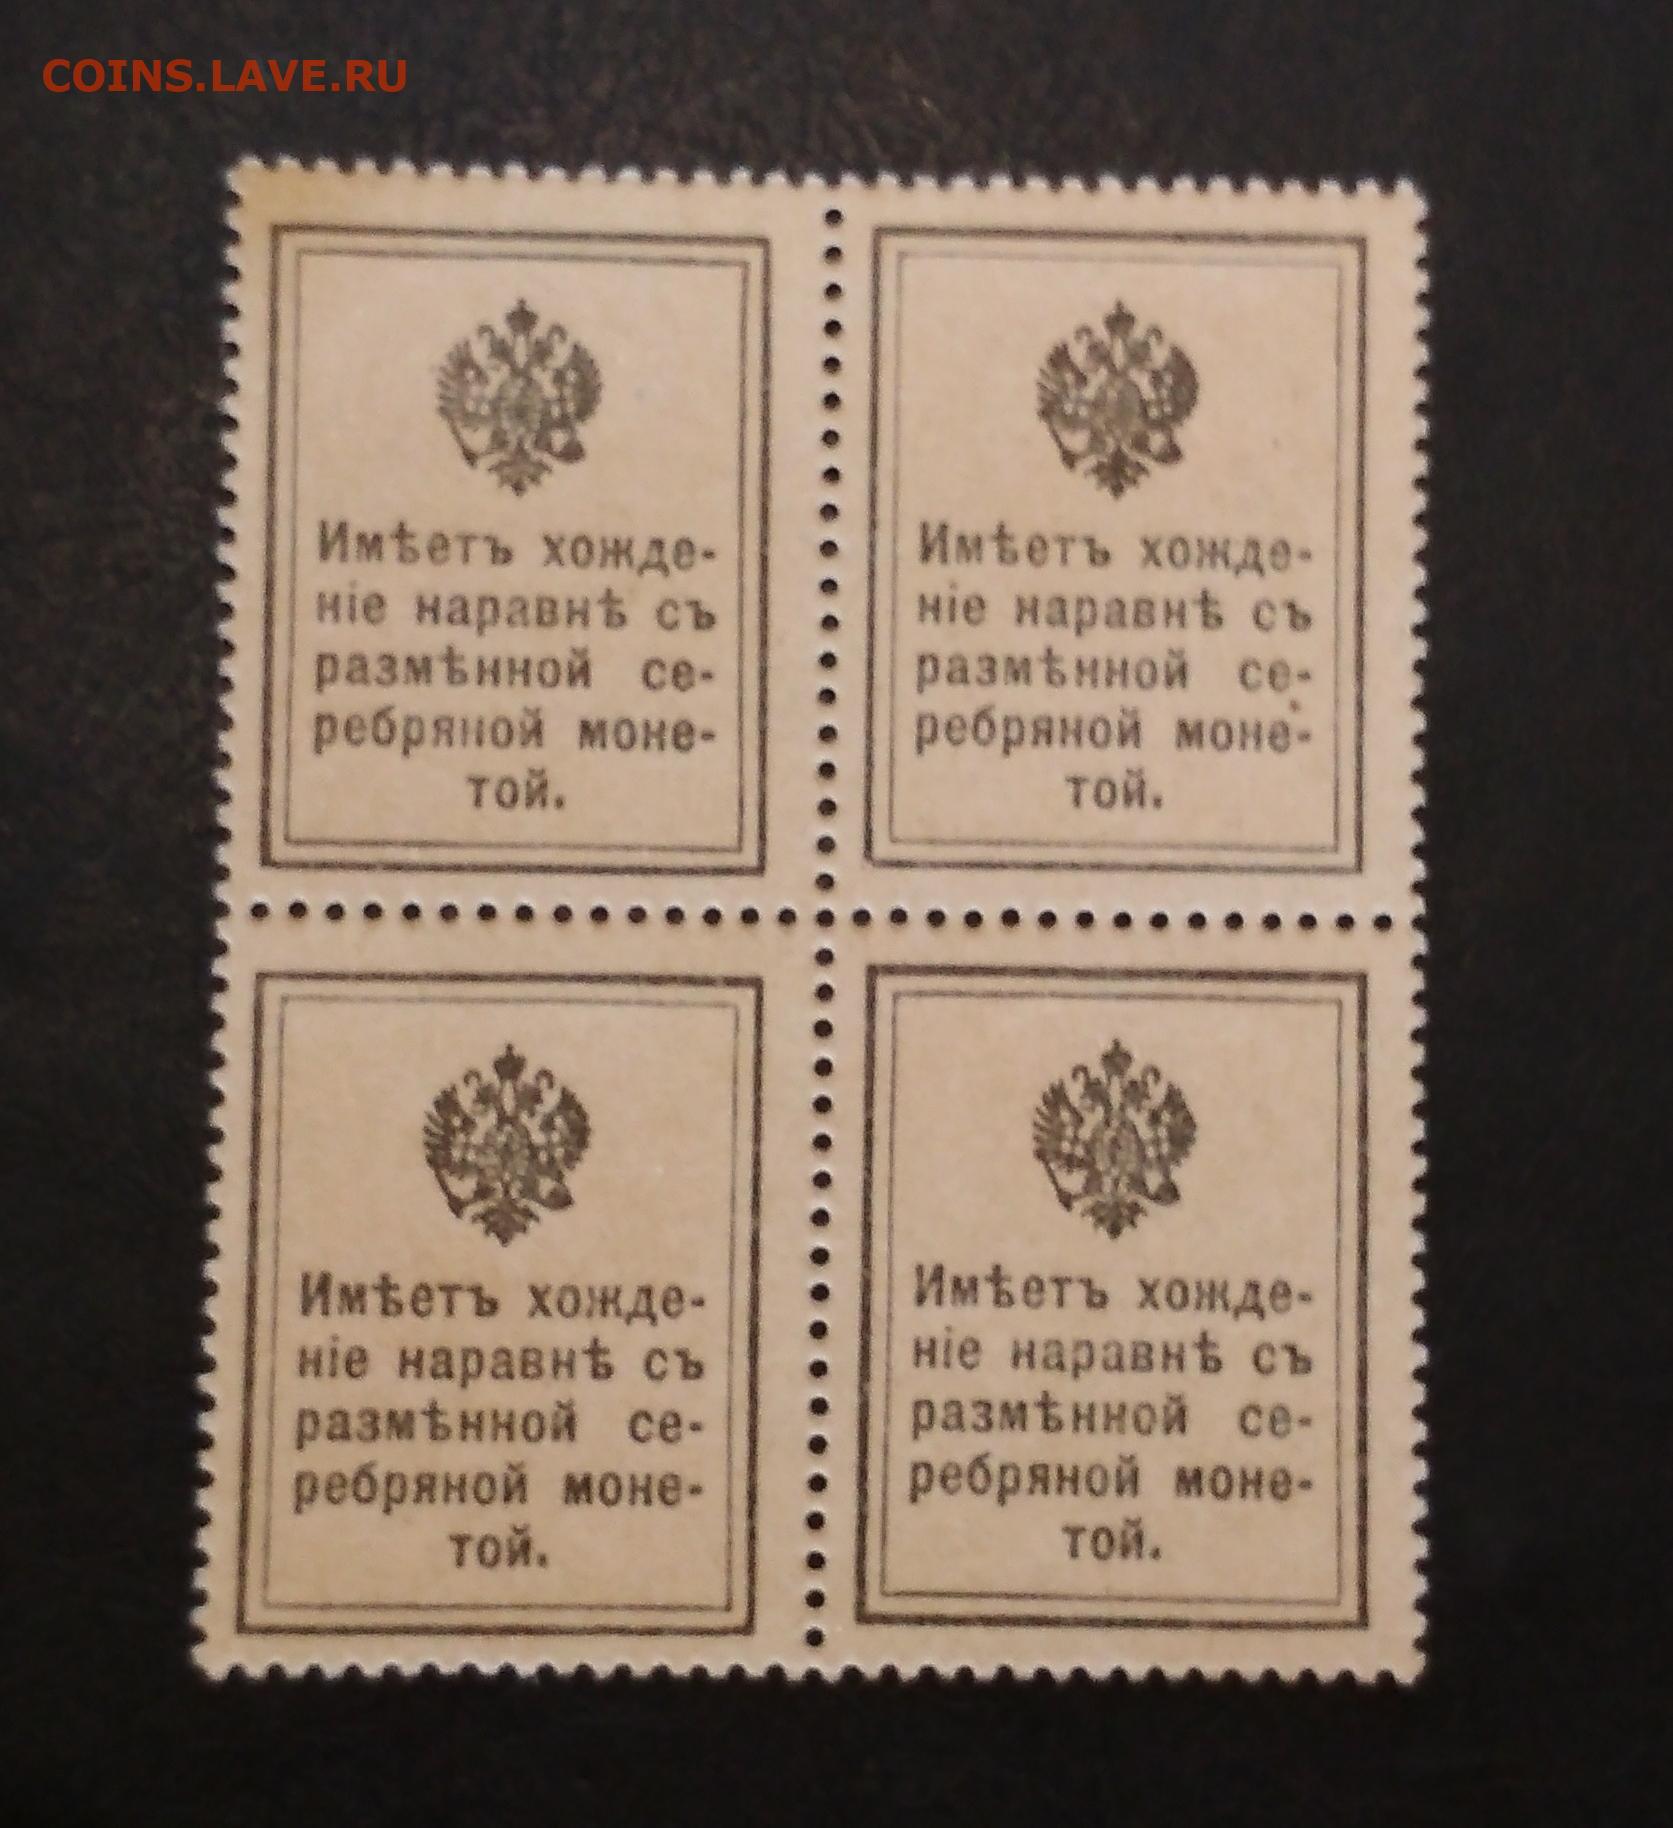 COINS.LAVE.RU
Имѣетъ хожде-
ніе наравнѣ съ
размѣнной се-
ребряной моне-
той.
Имѣетъ хожде-
ніе наравнѣ съ
размѣнной се-
ребряной моне-
той.
Имѣетъ хожде-
ніе наравнѣ съ
размѣнной се-
ребряной моне-
той.
Имѣетъ хожде-
ніе наравнѣ съ
размѣнной се-
ребряной моне-
той.